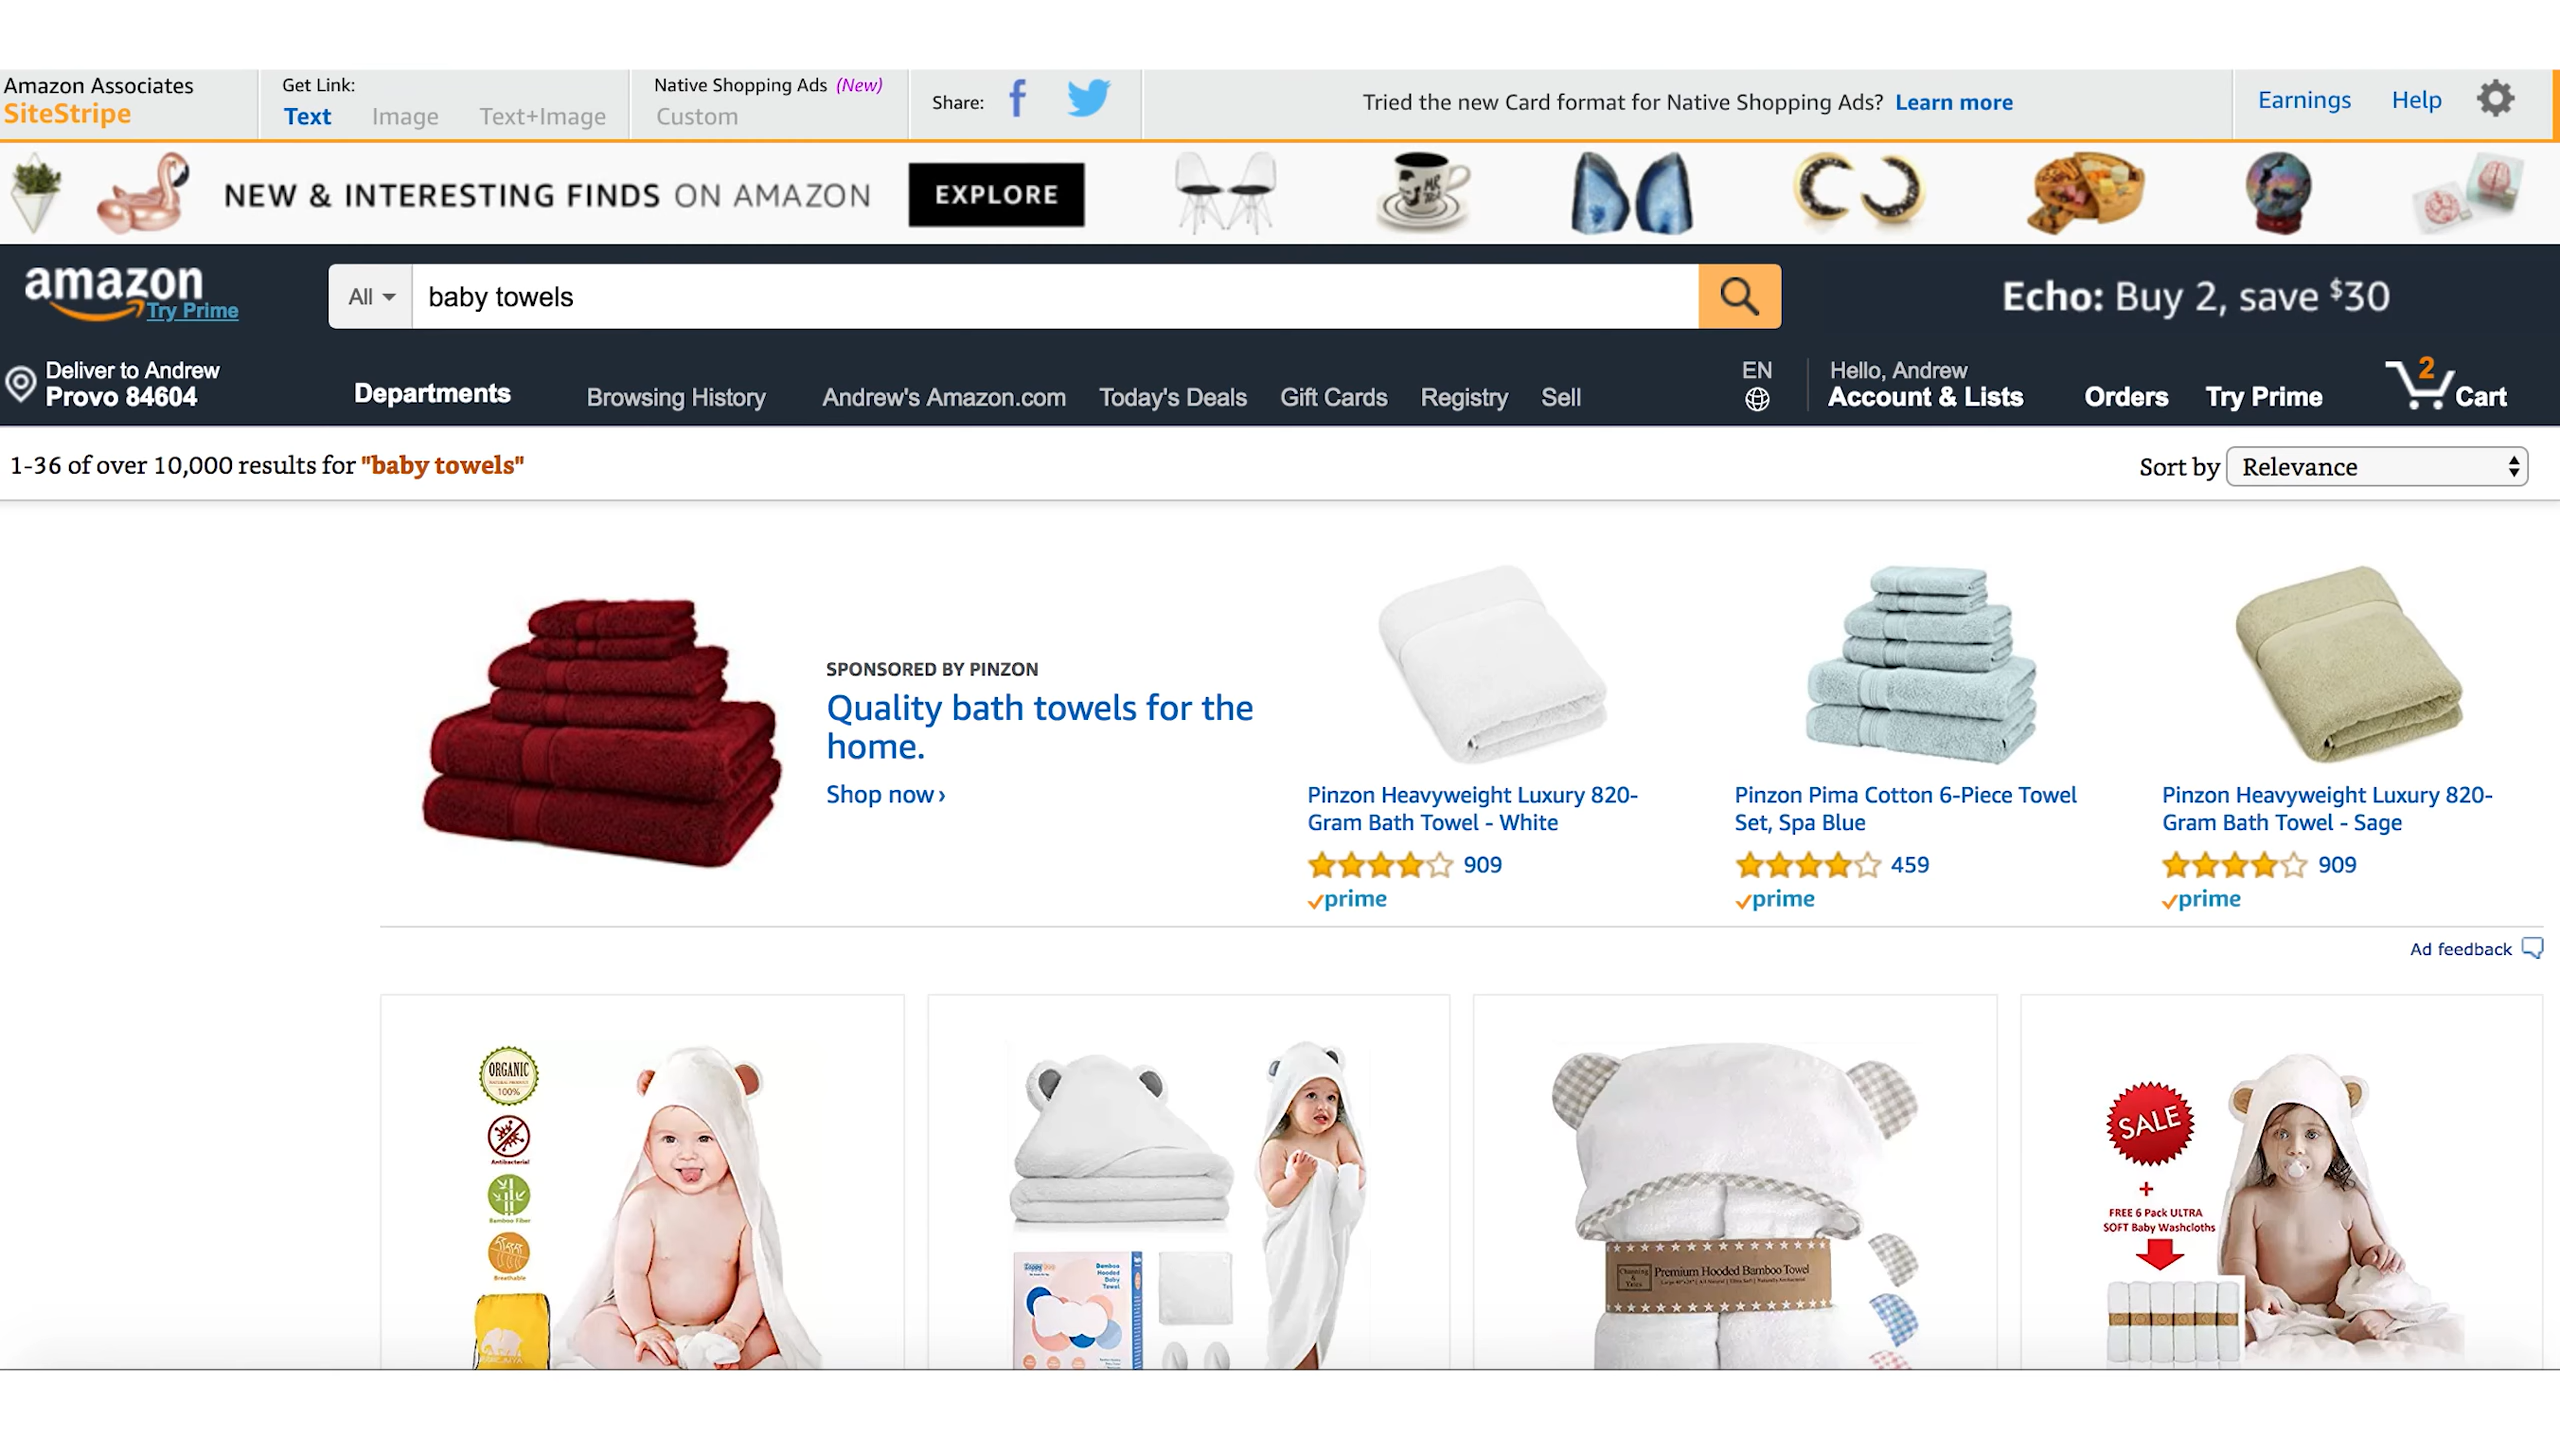 Amazon Associates
SiteStripe
Get Link:
Text Image Text+Image
Native Shopping Ads (New)
Custom
Share:
Tried the new Card format for Native Shopping Ads? Learn more
Earnings Help
NEW & INTERESTING FINDS ON AMAZON
EXPLORE
MR
amazon
Try Prime
All
baby towels
Echo: Buy 2, save $30
Deliver to Andrew
Provo 84604
Departments
Browsing History Andrew's Amazon.com Today's Deals Gift Cards Registry Sell
EN
Hello, Andrew
Account & Lists
Orders
Try Prime
2
Cart
1-36 of over 10,000 results for "baby towels"
Sort by Relevance
SPONSORED BY PINZON
Quality bath towels for the
home.
Shop now ›
Pinzon Heavyweight Luxury 820-
Gram Bath Towel - White
909
prime
Pinzon Pima Cotton 6-Piece Towel
Set, Spa Blue
459
prime
Pinzon Heavyweight Luxury 820-
Gram Bath Towel - Sage
909
prime
Ad feedback
ORGANIC
100%
Antibacterial
Bamboo Fiber
Breathable
Bamboo
Hooded
Baby
Towel
Channing
& Yates
Premium Hooded Bamboo Towel
SALE
+
FREE 6 Pack ULTRA
SOFT Baby Washcloths